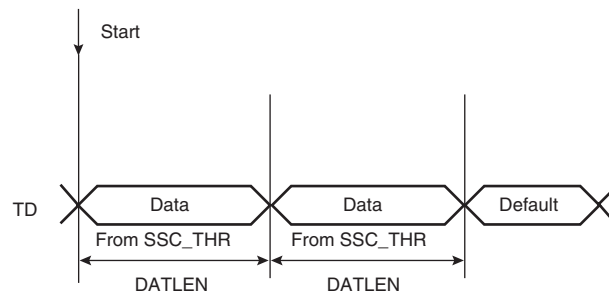 Start
TD
Data
Data
Default
From SSC_THR
From SSC_THR
DATLEN
DATLEN